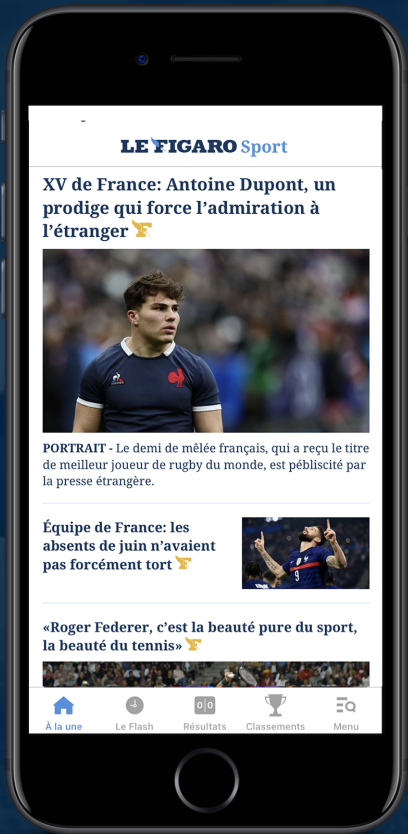 LE FIGARO Sport
XV de France: Antoine Dupont, un
prodige qui force l’admiration à
l’étranger
PORTRAIT - Le demi de mêlée français, qui a reçu le titre
de meilleur joueur de rugby du monde, est pébliscité par
la presse étrangère.
Équipe de France: les
absents de juin n’avaient
pas forcément tort
9
«Roger Federer, c’est la beauté pure du sport,
la beauté du tennis»
0 0
À la une
Le Flash
Résultats
Classements
Menu